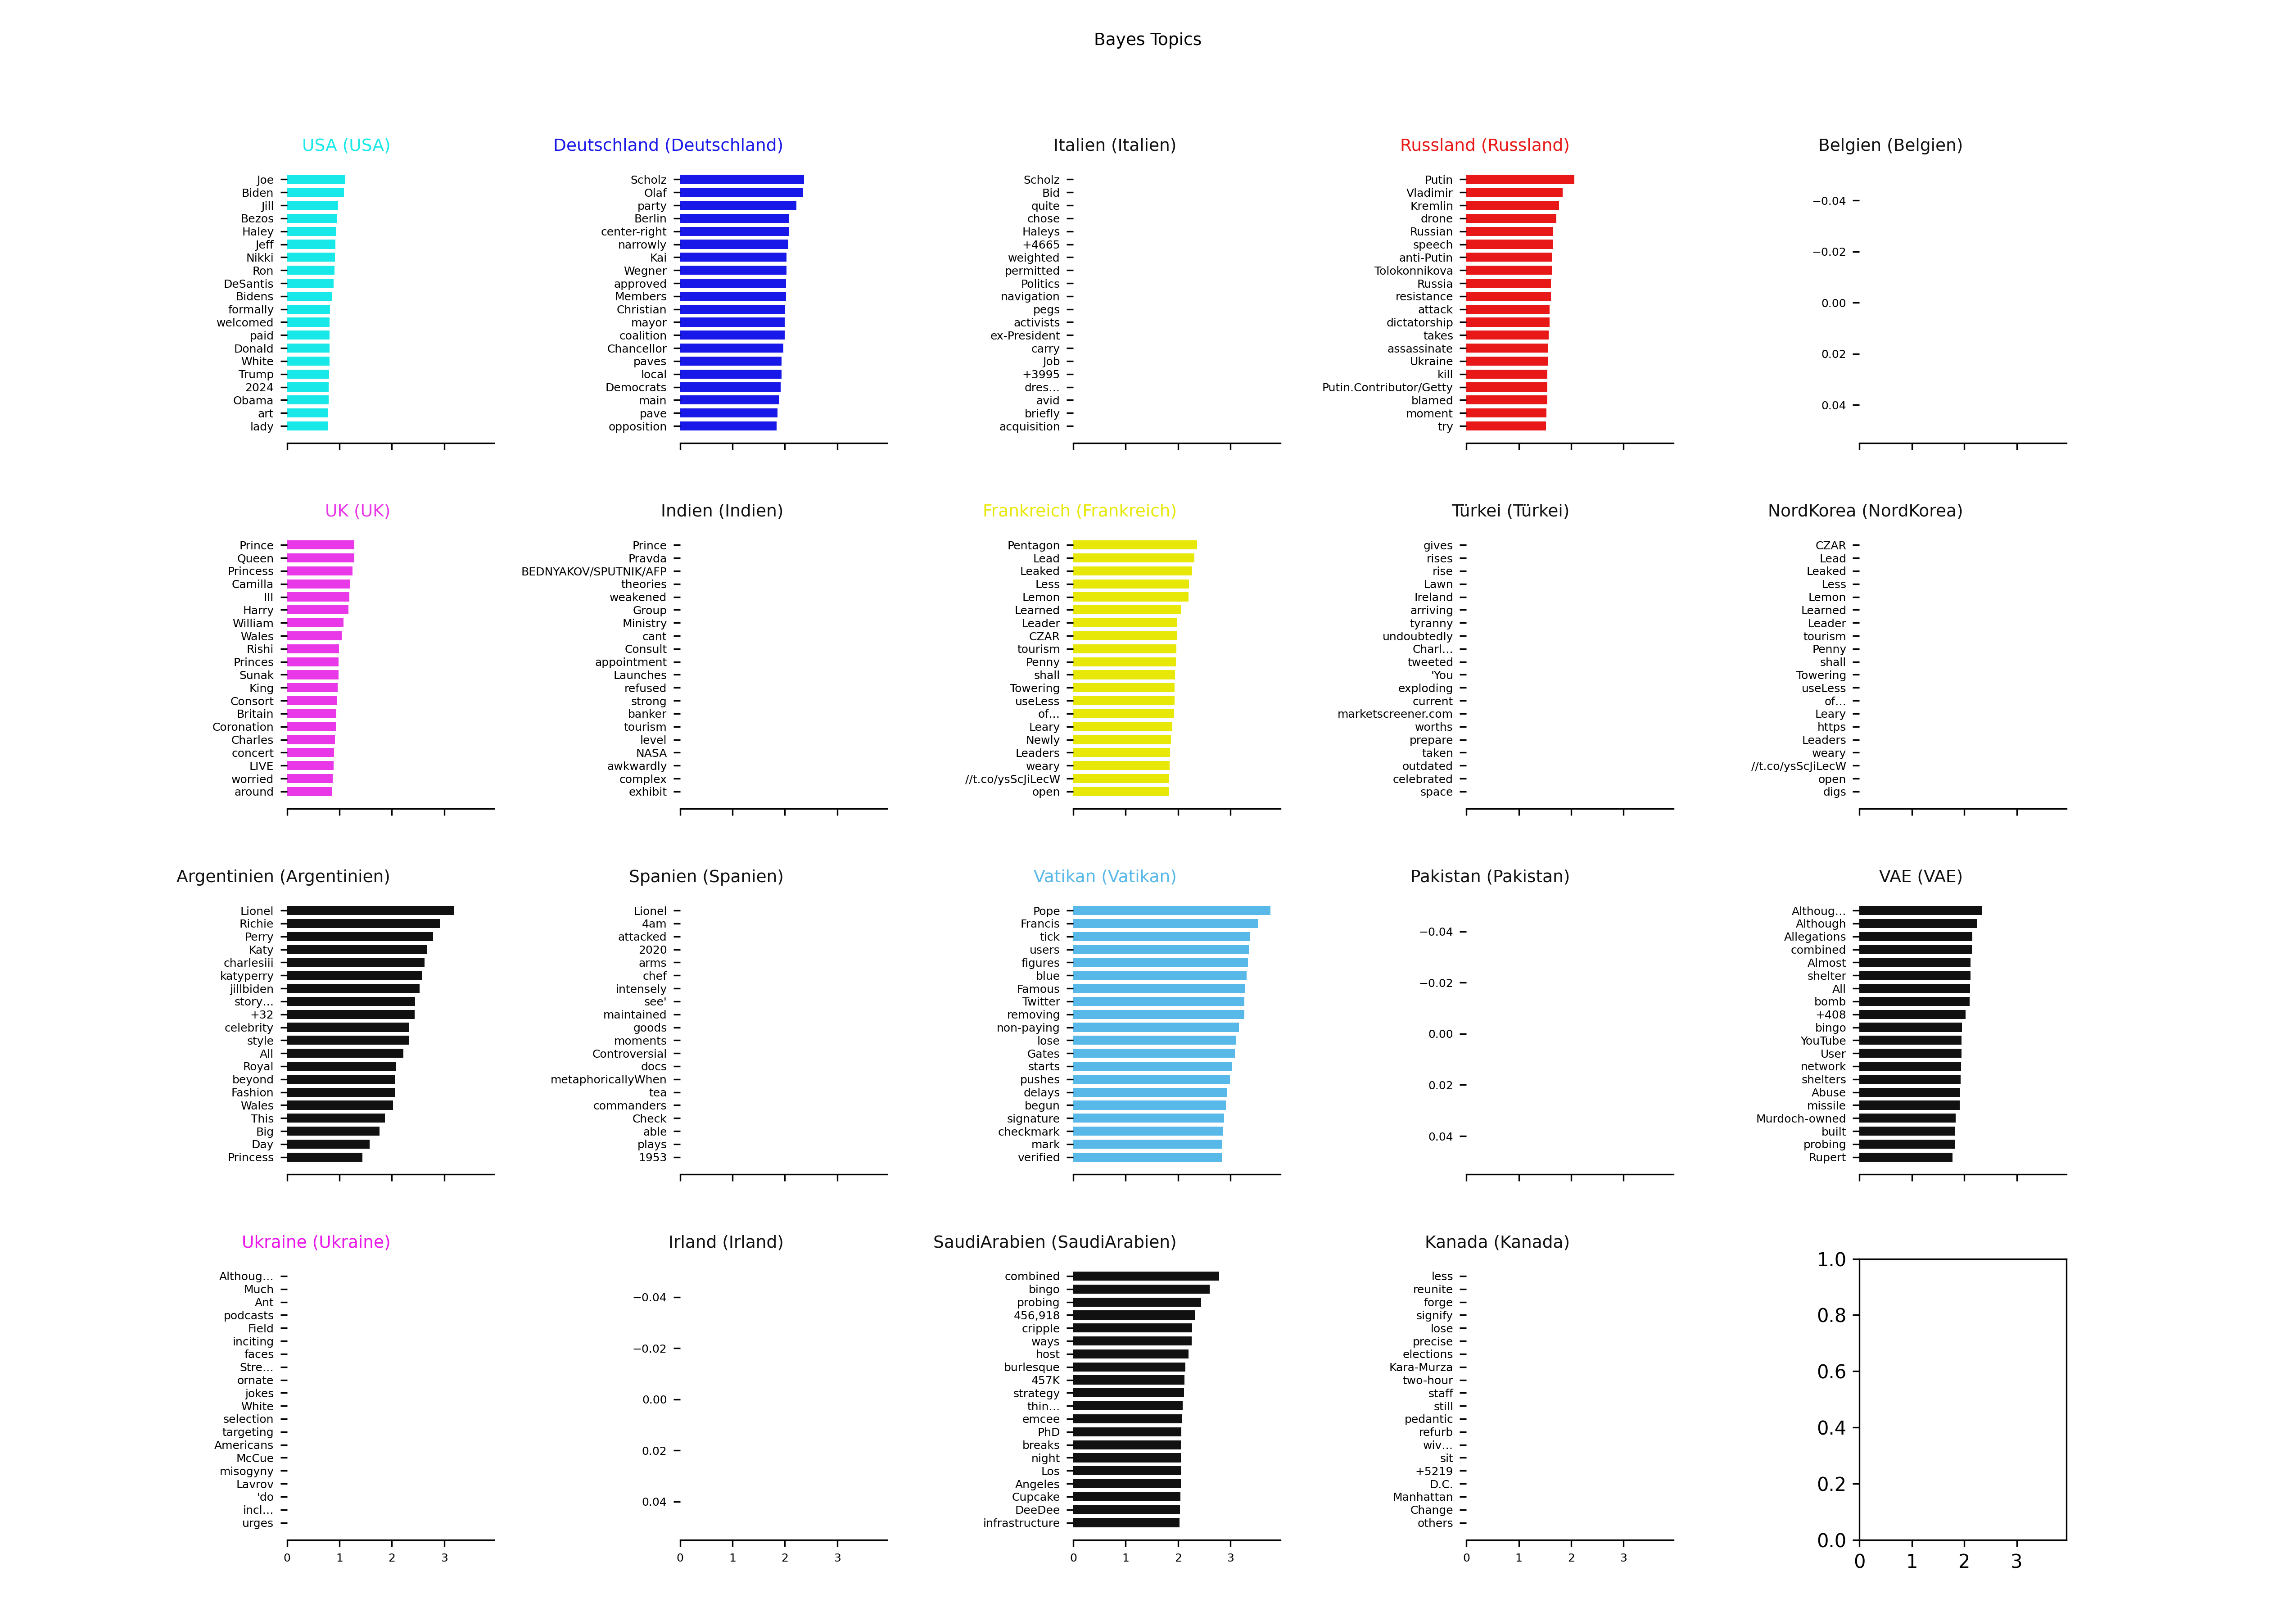 Bayes Topics
USA (USA)
Joe
Biden
Jill
Bezos
Haley
Jeff
Nikki
Ron
DeSantis
Bidens
formally
welcomed
paid
Donald
White
Trump
2024
Obama
art
lady
Deutschland (Deutschland)
Scholz
Olaf
party
Berlin
center-right
narrowly
Kai
Wegner
approved
Members
Christian
mayor
coalition
Chancellor
paves
local
Democrats
main
pave
opposition
Italien (Italien)
Scholz
Bid
quite
chose
Haleys
+4665
weighted
permitted
Politics
navigation
pegs
activists
ex-President
carry
Job
+3995
dres...
avid
briefly
acquisition
Russland (Russland)
Putin
Vladimir
Kremlin
drone
Russian
speech
anti-Putin
Tolokonnikova
Russia
resistance
attack
dictatorship
takes
assassinate
Ukraine
kill
Putin.Contributor/Getty
blamed
moment
try
Belgien (Belgien)
−0.04
−0.02
0.00
0.02
0.04
UK (UK)
Prince
Queen
Princess
Camilla
III
Harry
William
Wales
Rishi
Princes
Sunak
King
Consort
Britain
Coronation
Charles
concert
LIVE
worried
around
Indien (Indien)
Prince
Pravda
BEDNYAKOV/SPUTNIK/AFP
theories
weakened
Group
Ministry
cant
Consult
appointment
Launches
refused
strong
banker
tourism
level
NASA
awkwardly
complex
exhibit
Frankreich (Frankreich)
Pentagon
Lead
Leaked
Less
Lemon
Learned
Leader
CZAR
tourism
Penny
shall
Towering
useLess
of...
Leary
Newly
Leaders
weary
//t.co/ysScJiLecW
open
Türkei (Türkei)
gives
rises
rise
Lawn
Ireland
arriving
tyranny
undoubtedly
Charl...
tweeted
'You
exploding
current
marketscreener.com
worths
prepare
taken
outdated
celebrated
space
NordKorea (NordKorea)
CZAR
Lead
Leaked
Less
Lemon
Learned
Leader
tourism
Penny
shall
Towering
useLess
of...
Leary
https
Leaders
weary
//t.co/ysScJiLecW
open
digs
Argentinien (Argentinien)
Lionel
Richie
Perry
Katy
charlesiii
katyperry
jillbiden
story...
+32
celebrity
style
All
Royal
beyond
Fashion
Wales
This
Big
Day
Princess
Spanien (Spanien)
Lionel
4am
attacked
2020
arms
chef
intensely
see'
maintained
goods
moments
Controversial
docs
metaphoricallyWhen
tea
commanders
Check
able
plays
1953
Vatikan (Vatikan)
Pope
Francis
tick
users
figures
blue
Famous
Twitter
removing
non-paying
lose
Gates
starts
pushes
delays
begun
signature
checkmark
mark
verified
Pakistan (Pakistan)
−0.04
−0.02
0.00
0.02
0.04
VAE (VAE)
Althoug...
Although
Allegations
combined
Almost
shelter
All
bomb
+408
bingo
YouTube
User
network
shelters
Abuse
missile
Murdoch-owned
built
probing
Rupert
Ukraine (Ukraine)
Althoug...
Much
Ant
podcasts
Field
inciting
faces
Stre...
ornate
jokes
White
selection
targeting
Americans
McCue
misogyny
Lavrov
'do
incl...
urges
0 1 2 3
Irland (Irland)
−0.04
−0.02
0.00
0.02
0.04
0 1 2 3
SaudiArabien (SaudiArabien)
combined
bingo
probing
456,918
cripple
ways
host
burlesque
457K
strategy
thin...
emcee
PhD
breaks
night
Los
Angeles
Cupcake
DeeDee
infrastructure
0 1 2 3
Kanada (Kanada)
less
reunite
forge
signify
lose
precise
elections
Kara-Murza
two-hour
staff
still
pedantic
refurb
wiv...
sit
+5219
D.C.
Manhattan
Change
others
0 1 2 3
1.0
0.8
0.6
0.4
0.2
0.0
0 1 2 3